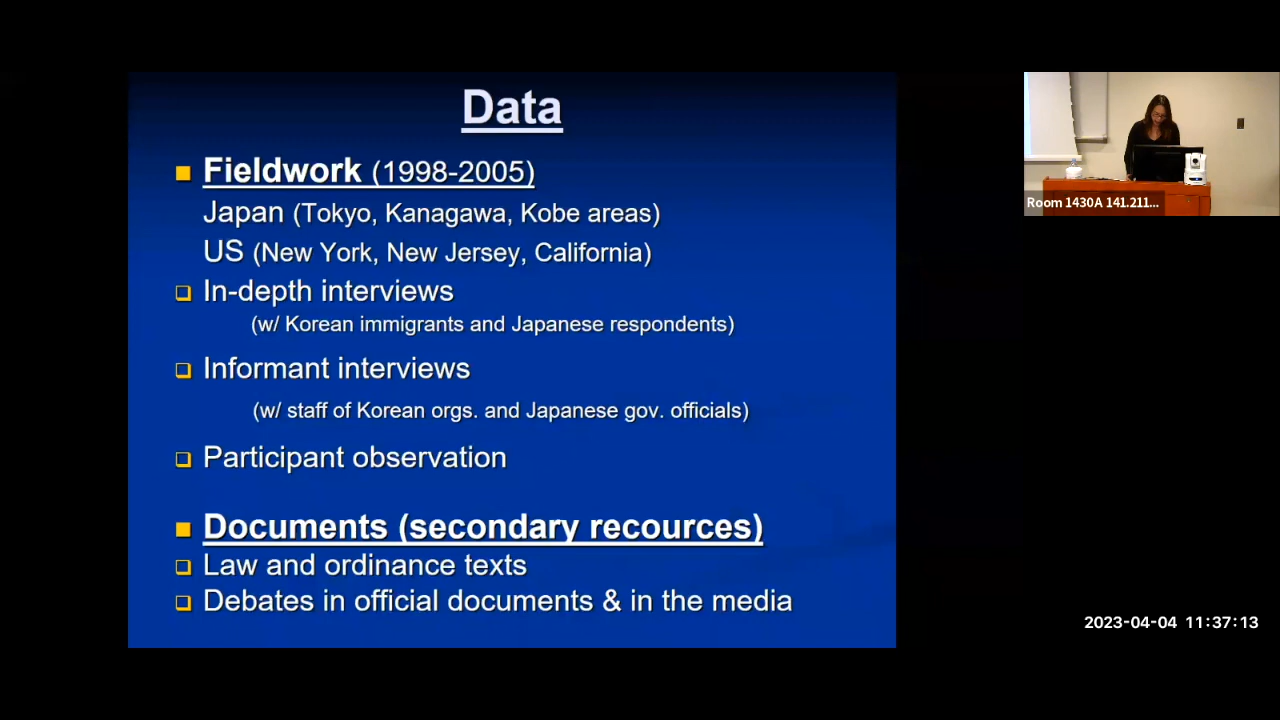 Data
Fieldwork (1998-2005)
Japan (Tokyo, Kanagawa, Kobe areas)
US (New York, New Jersey, California)
In-depth interviews
(w/ Korean immigrants and Japanese respondents)
Informant interviews
(w/ staff of Korean orgs. and Japanese gov. officials)
Participant observation
Documents (secondary recources)
Law and ordinance texts
Debates in official documents & in the media
Room 1430A 141.211...
2023-04-04 11:37:13